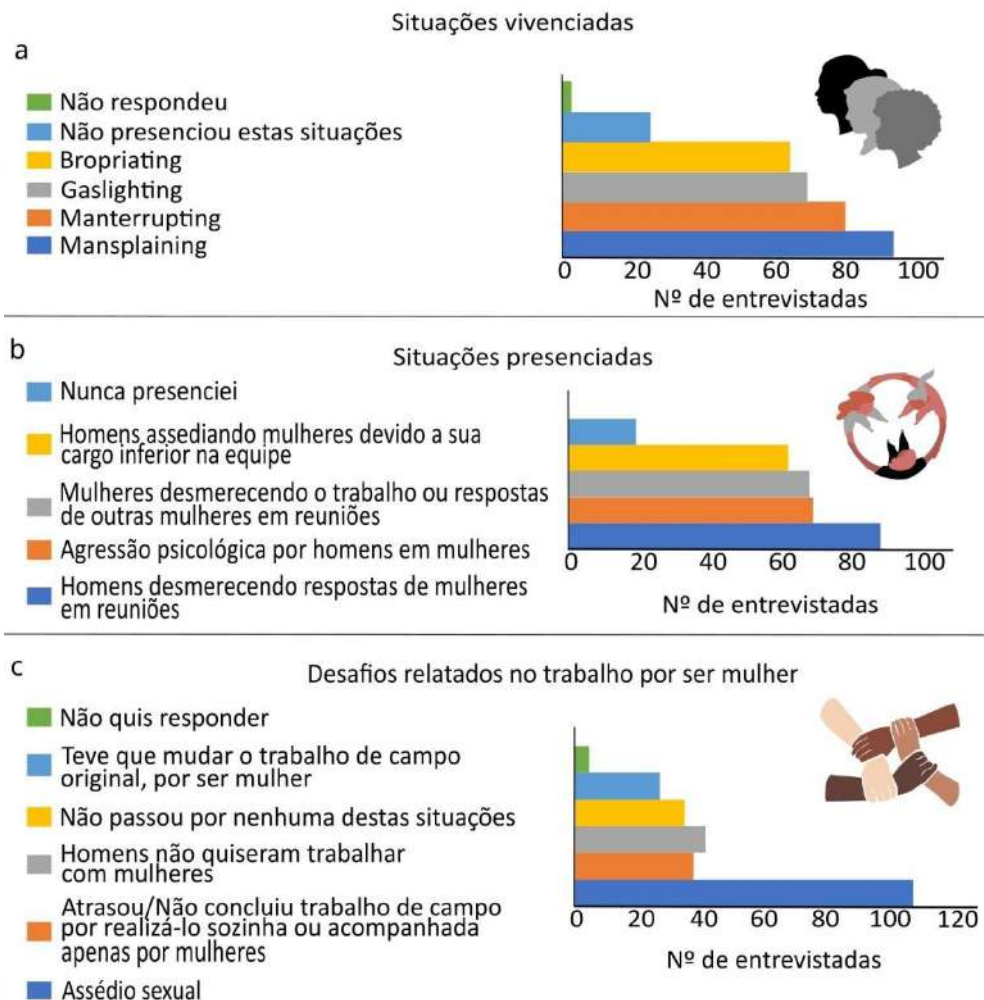 Situações vivenciadas
a
Não respondeu
Não presenciou estas situações
Bropriating
Gaslighting
Manterrupting
Mansplaining
0 20 40 60 80 100
Nº de entrevistadas
b
Situações presenciadas
Nunca presenciei
Homens assediando mulheres devido a sua
cargo inferior na equipe
Mulheres desmerecendo o trabalho ou respostas
de outras mulheres em reuniões
Agressão psicológica por homens em mulheres
Homens desmerecendo respostas de mulheres
em reuniões
0 20 40 60 80 100
Nº de entrevistadas
c
Desafios relatados no trabalho por ser mulher
Não quis responder
Teve que mudar o trabalho de campo
original, por ser mulher
Não passou por nenhuma destas situações
Homens não quiseram trabalhar
com mulheres
Atrasou/Não concluiu trabalho de campo
por realizá-lo sozinha ou acompanhada
apenas por mulheres
Assédio sexual
0 20 40 60 80 100 120
Nº de entrevistadas